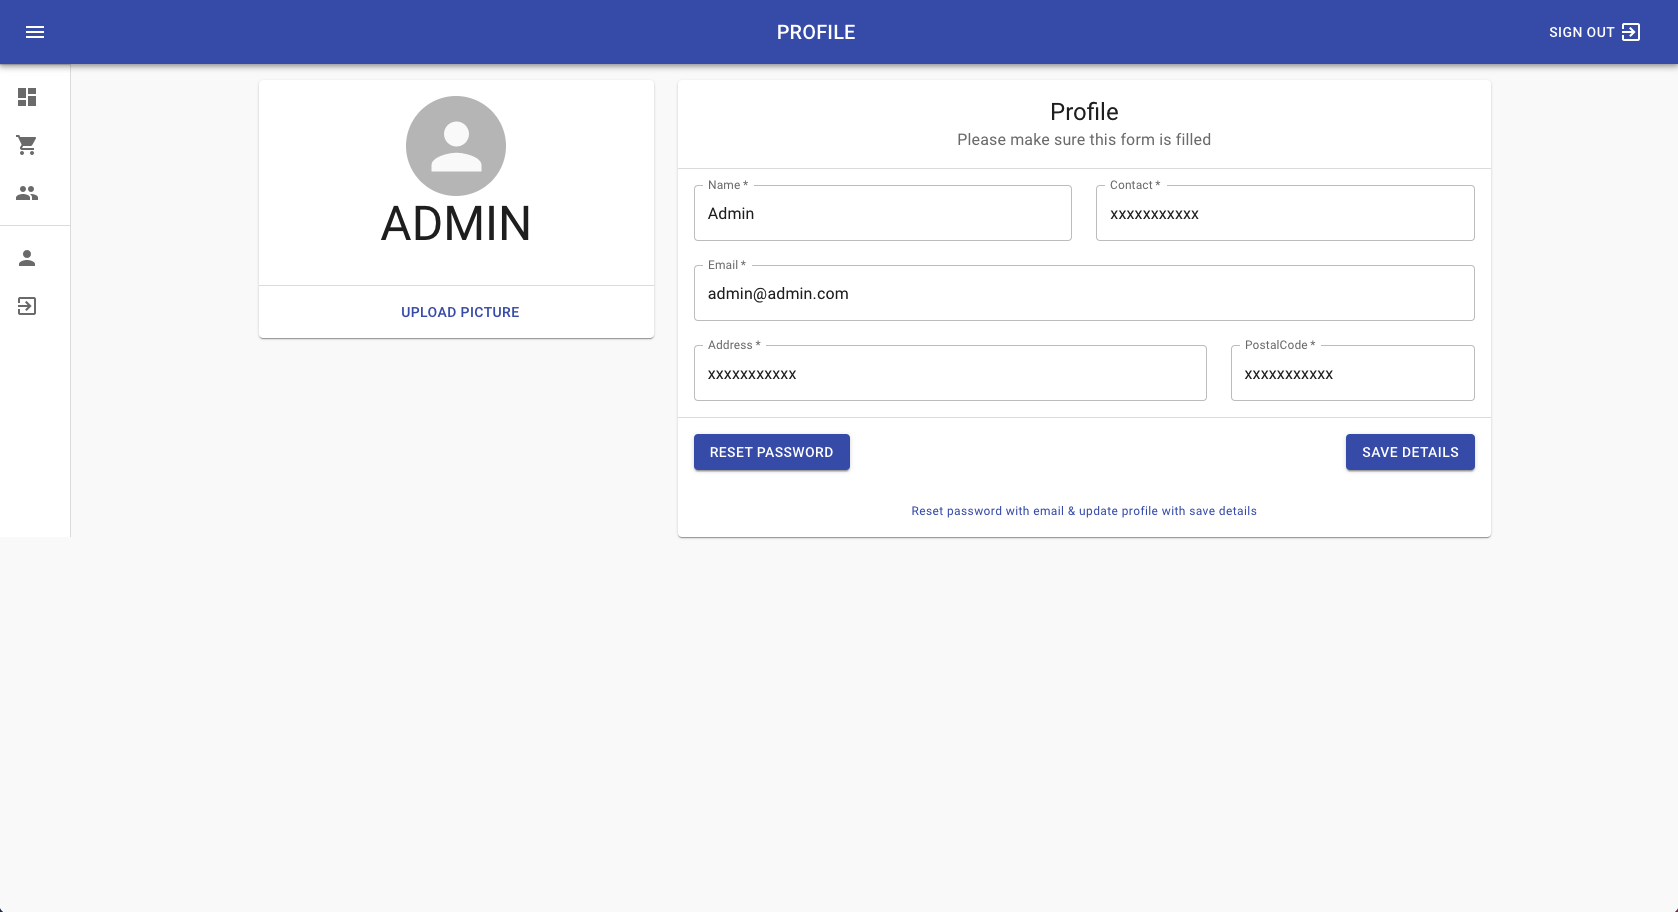 PROFILE
SIGN OUT
ADMIN
UPLOAD PICTURE
Profile
Please make sure this form is filled
Name *
Admin
Contact *
xxxxxxxxxxx
Email *
admin@admin.com
Address *
xxxxxxxxxxx
PostalCode *
xxxxxxxxxxx
RESET PASSWORD
SAVE DETAILS
Reset password with email & update profile with save details